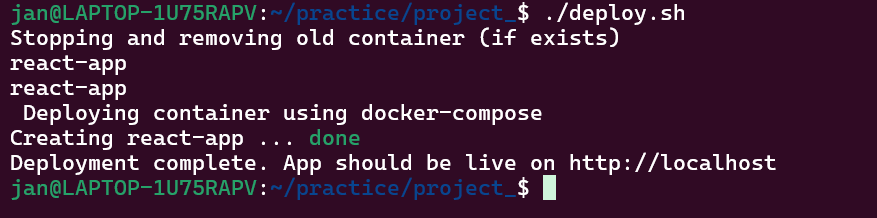 jan@LAPTOP-1U75RAPV:~/practice/project_$ ./deploy.sh
Stopping and removing old container (if exists)
react-app
react-app
 Deploying container using docker-compose
Creating react-app ... done
Deployment complete. App should be live on http://localhost
jan@LAPTOP-1U75RAPV:~/practice/project_$